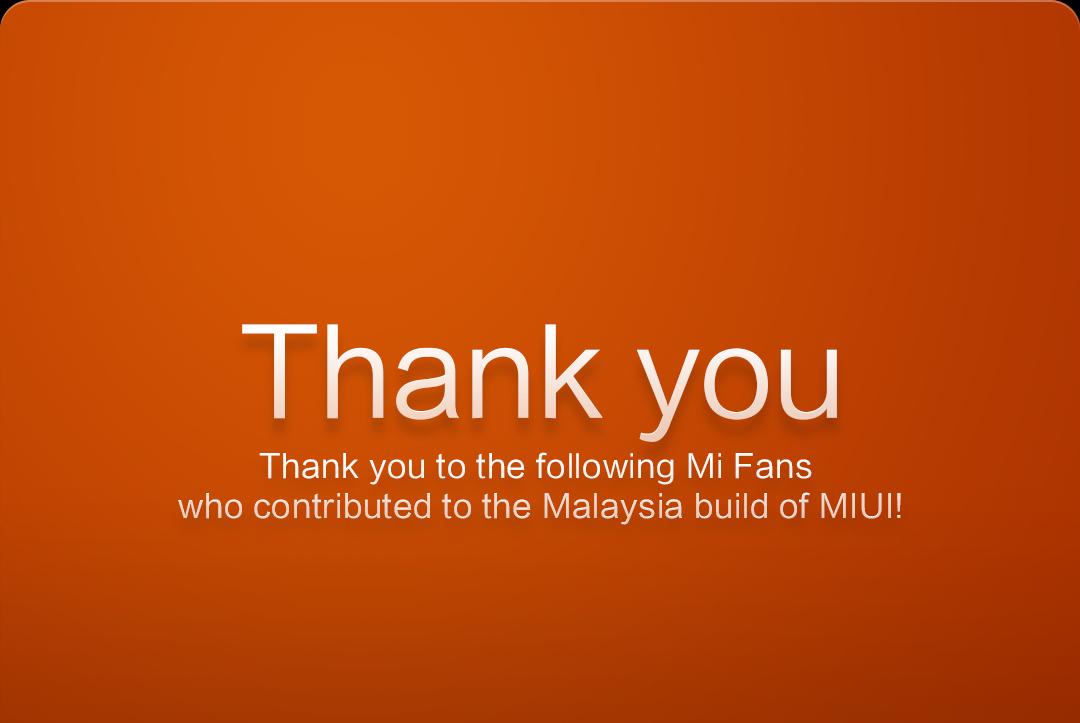 Thank you
Thank you to the following Mi Fans
who contributed to the Malaysia build of MIUI!